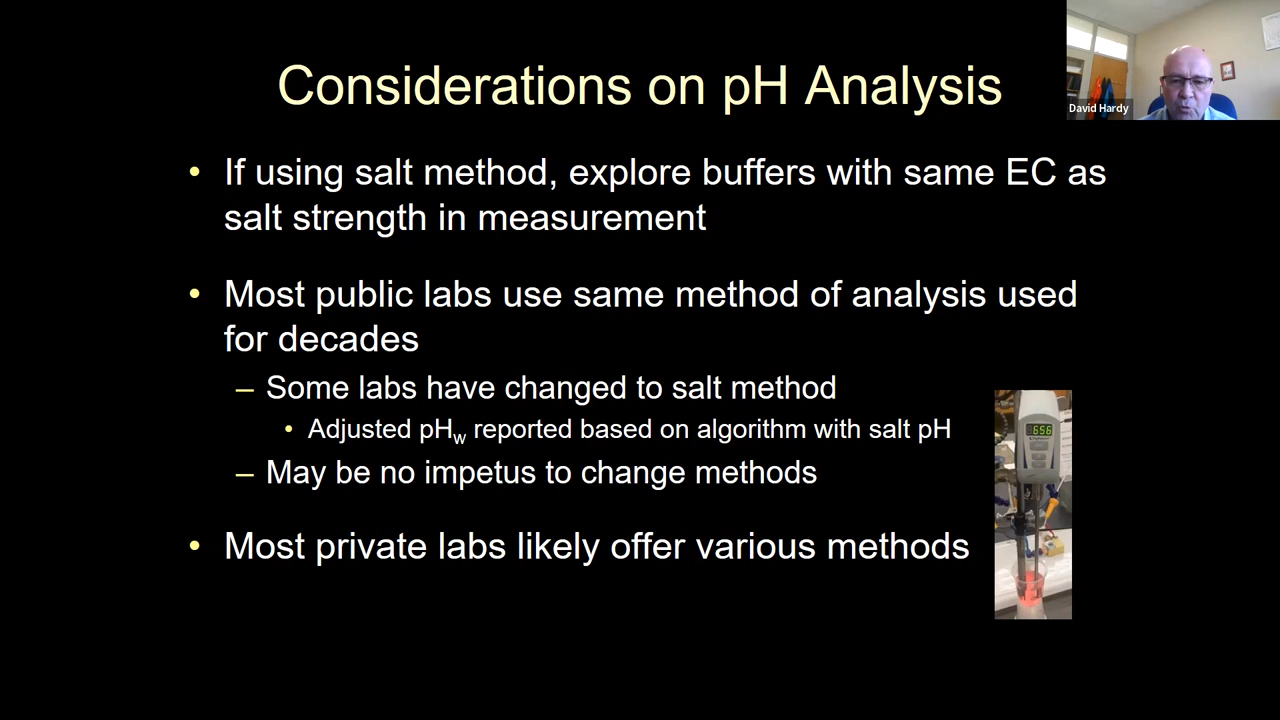 Considerations on pH Analysis
David Hardy
• If using salt method, explore buffers with same EC as
salt strength in measurement
• Most public labs use same method of analysis used
for decades
– Some labs have changed to salt method
• Adjusted pHw reported based on algorithm with salt pH
– May be no impetus to change methods
656
• Most private labs likely offer various methods